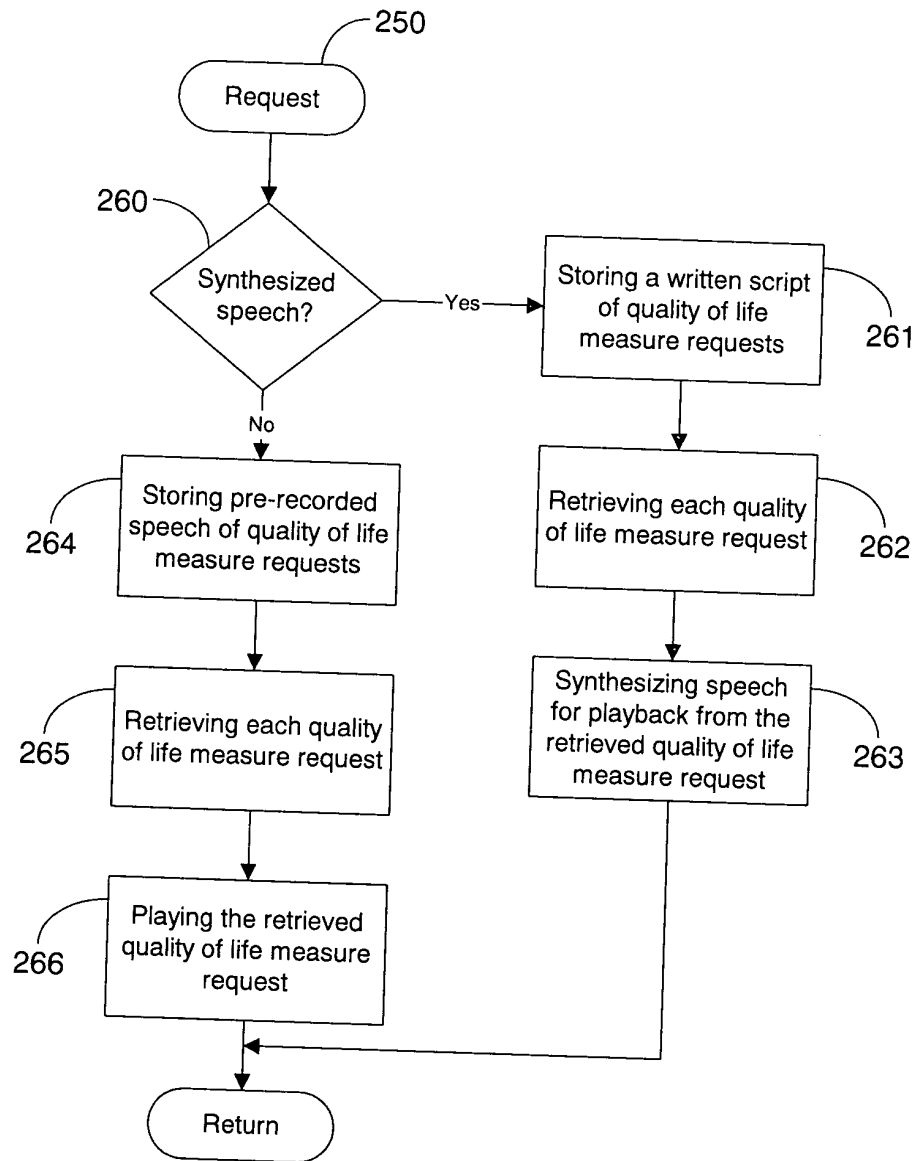 250
Request
260
Synthesized
speech?
Yes
Storing a written script
of quality of life
measure requests
261
No
Storing pre-recorded
speech of quality of life
measure requests
264
Retrieving each quality
of life measure request
262
Retrieving each quality
of life measure request
265
Synthesizing speech
for playback from the
retrieved quality of life
measure request
263
Playing the retrieved
quality of life measure
request
266
Return